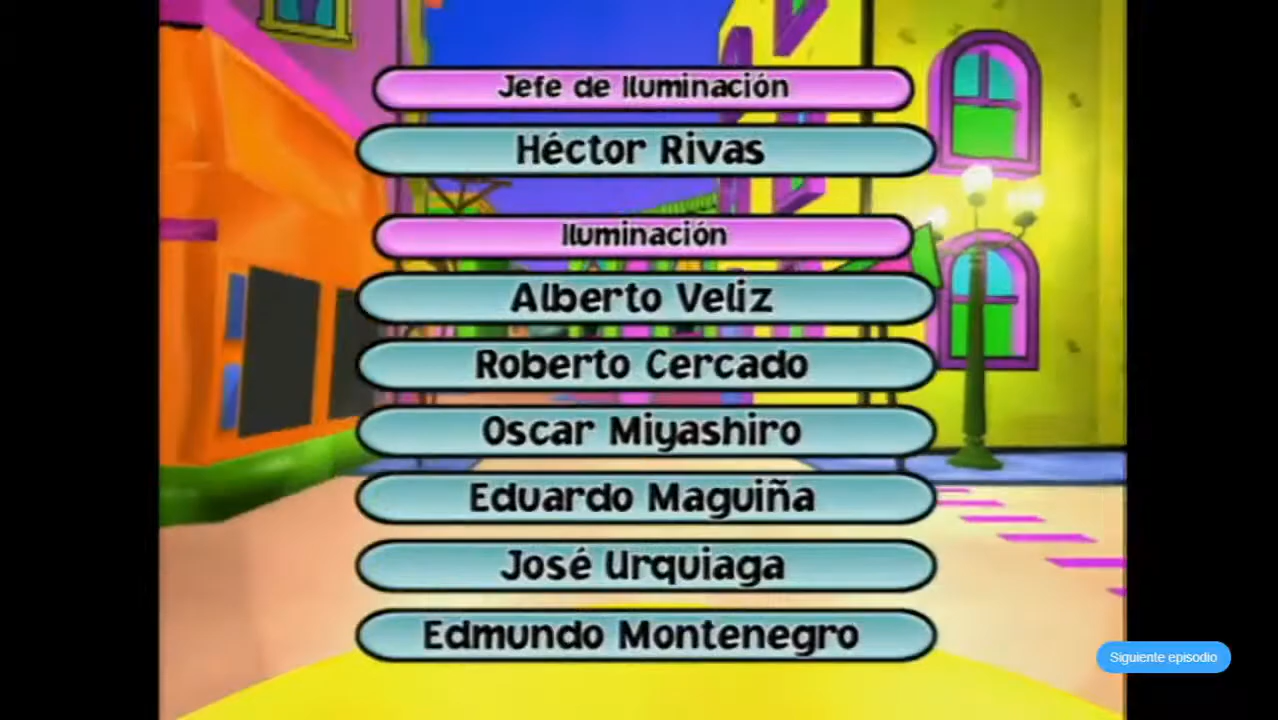 Jefe de Iluminación
Héctor Rivas
Iluminación
Alberto Veliz
Roberto Cercado
Oscar Miyashiro
Eduardo Maguiña
José Urquiaga
Edmundo Montenegro
Siguiente episodio